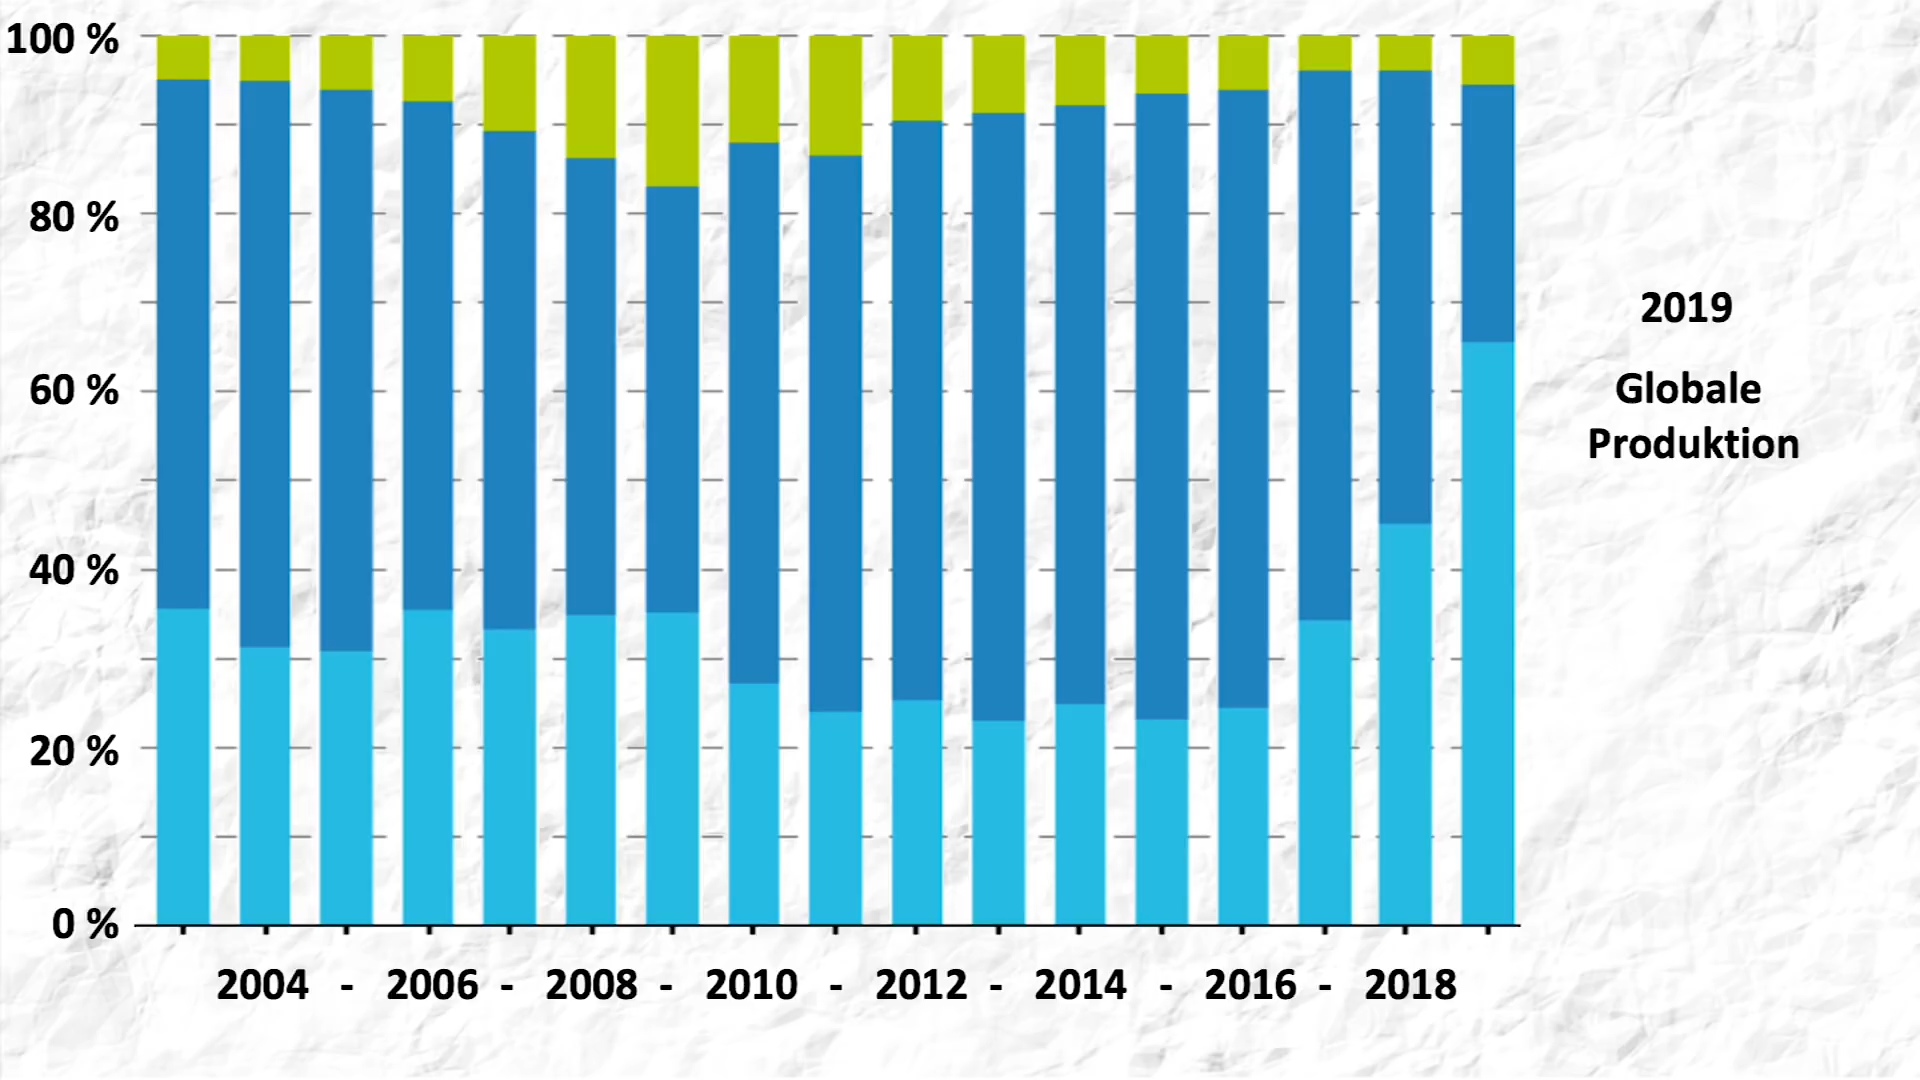 100 %
80 %
60 %
40 %
20 %
0 %
2004 - 2006 - 2008 - 2010 - 2012 - 2014 - 2016 - 2018
2019
Globale
Produktion